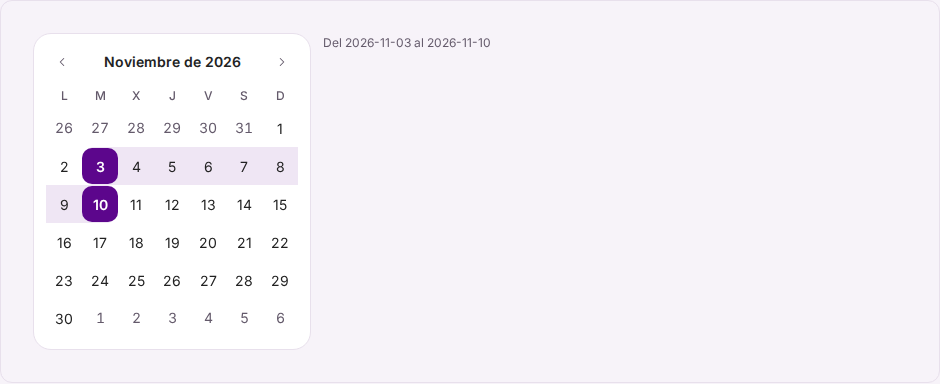 Noviembre de 2026
L M X J V S D
26 27 28 29 30 31 1
2 3 4 5 6 7 8
9 10 11 12 13 14 15
16 17 18 19 20 21 22
23 24 25 26 27 28 29
30 1 2 3 4 5 6
Del 2026-11-03 al 2026-11-10